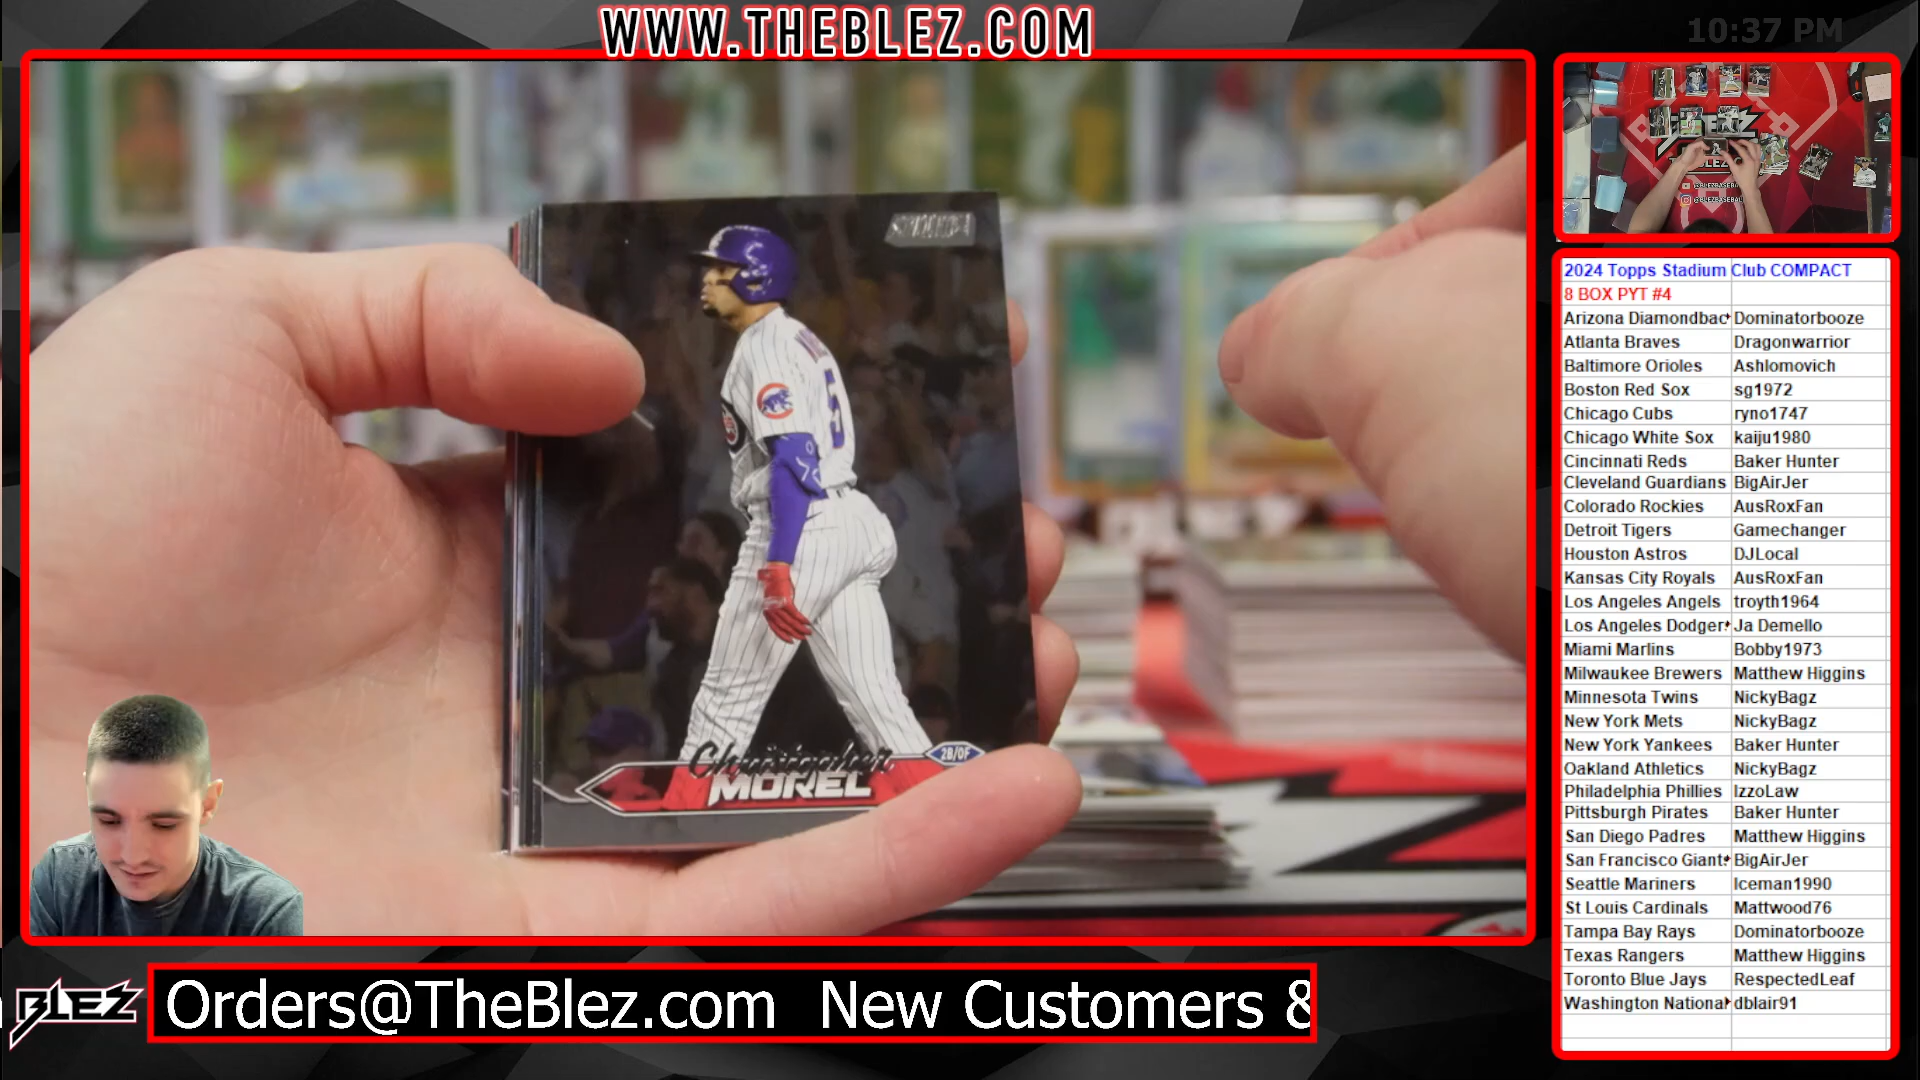 WWW.THEBLEZ.COM
10:37 PM
5
Christopher
MOREL
2B/OF
2024 Topps Stadium Club COMPACT
8 BOX PYT #4
Arizona Diamondbac Dominatorbooze
Atlanta Braves Dragonwarrior
Baltimore Orioles Ashlomovich
Boston Red Sox sg1972
Chicago Cubs ryno1747
Chicago White Sox kaiju1980
Cincinnati Reds Baker Hunter
Cleveland Guardians BigAirJer
Colorado Rockies AusRoxFan
Detroit Tigers Gamechanger
Houston Astros DJLocal
Kansas City Royals AusRoxFan
Los Angeles Angels troyth1964
Los Angeles Dodger Ja Demello
Miami Marlins Bobby1973
Milwaukee Brewers Matthew Higgins
Minnesota Twins NickyBagz
New York Mets NickyBagz
New York Yankees Baker Hunter
Oakland Athletics NickyBagz
Philadelphia Phillies IzzoLaw
Pittsburgh Pirates Baker Hunter
San Diego Padres Matthew Higgins
San Francisco Giant BigAirJer
Seattle Mariners Iceman1990
St Louis Cardinals Mattwood76
Tampa Bay Rays Dominatorbooze
Texas Rangers Matthew Higgins
Toronto Blue Jays RespectedLeaf
Washington Nationa dblair91
BLEZ
Orders@TheBlez.com New Customers &